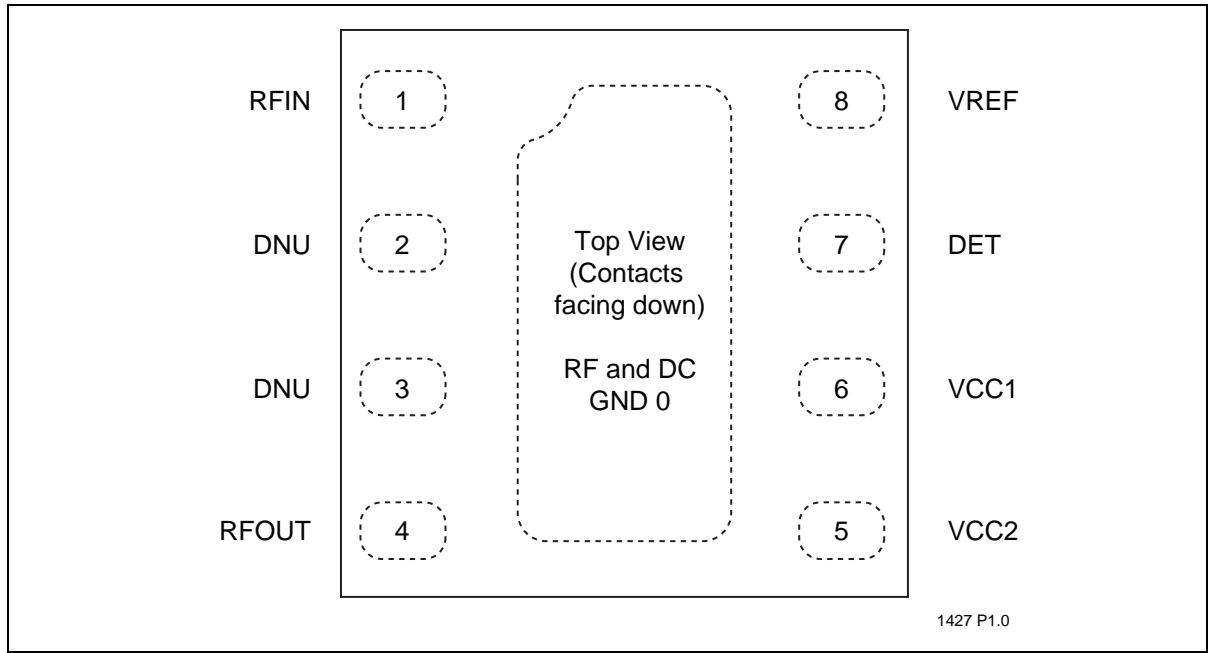 RFIN 1 8 VREF
DNU 2 7 DET
Top View
(Contacts
facing down)
DNU 3 6 VCC1
RF and DC
GND 0
RFOUT 4 5 VCC2
1427 P1.0